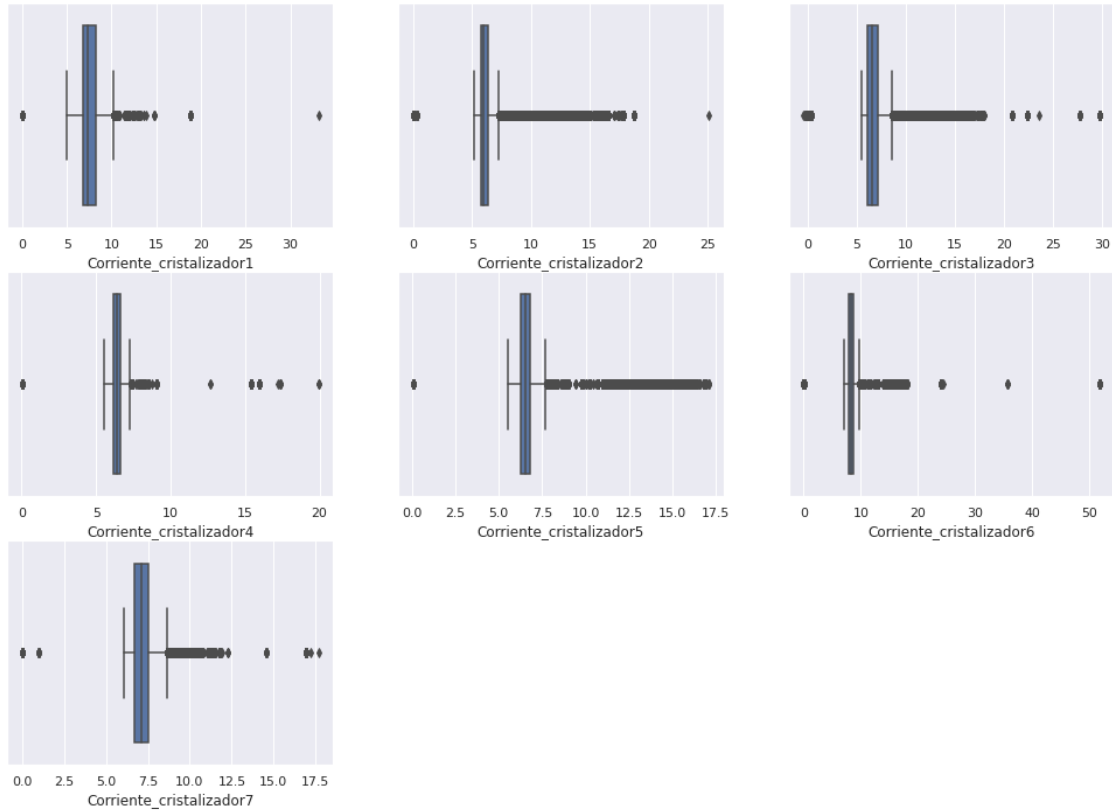 0 5 10 15 20 25 30
Corriente_cristalizador1
0 5 10 15 20 25
Corriente_cristalizador2
0 5 10 15 20 25 30
Corriente_cristalizador3
0 5 10 15 20
Corriente_cristalizador4
0.0 2.5 5.0 7.5 10.0 12.5 15.0 17.5
Corriente_cristalizador5
0 10 20 30 40 50
Corriente_cristalizador6
0.0 2.5 5.0 7.5 10.0 12.5 15.0 17.5
Corriente_cristalizador7